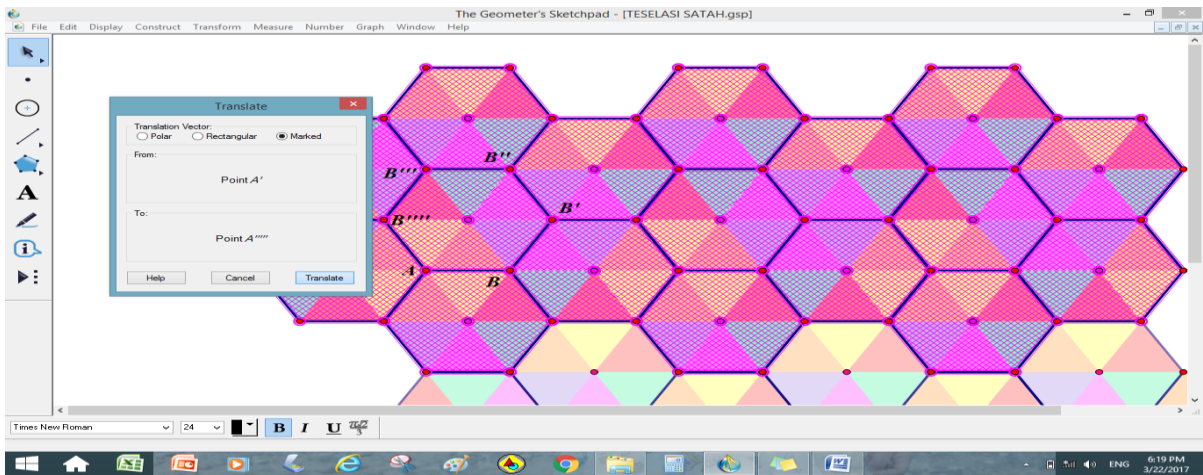 The Geometer's Sketchpad - [TESELASI SATAH.gsp]
File Edit Display Construct Transform Measure Number Graph Window Help
Translate
Translation Vector:
Polar Rectangular Marked
From:
Point A'
To:
Help Cancel Translate
B''
B'''
B'
B''''
A
B
A
Times New Roman 24 B I U
ENG 6:19 PM
3/22/2017